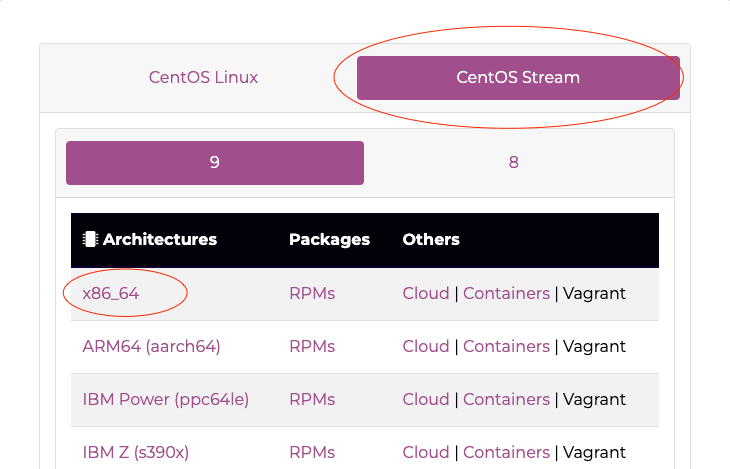 CentOS Linux CentOS Stream
9 8
Architectures Packages Others
x86_64 RPMs Cloud | Containers | Vagrant
ARM64 (aarch64) RPMs Cloud | Containers | Vagrant
IBM Power (ppc64le) RPMs Cloud | Containers | Vagrant
IBM Z (s390x) RPMs Cloud | Containers | Vagrant